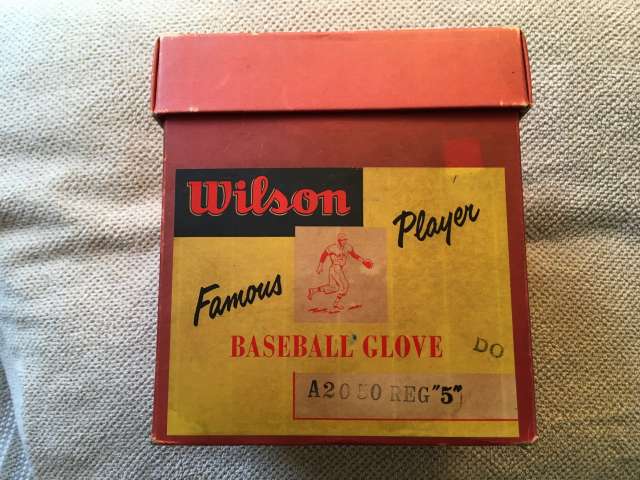 Wilson
Famous Player
BASEBALL GLOVE
DO
A2050 REG "5"